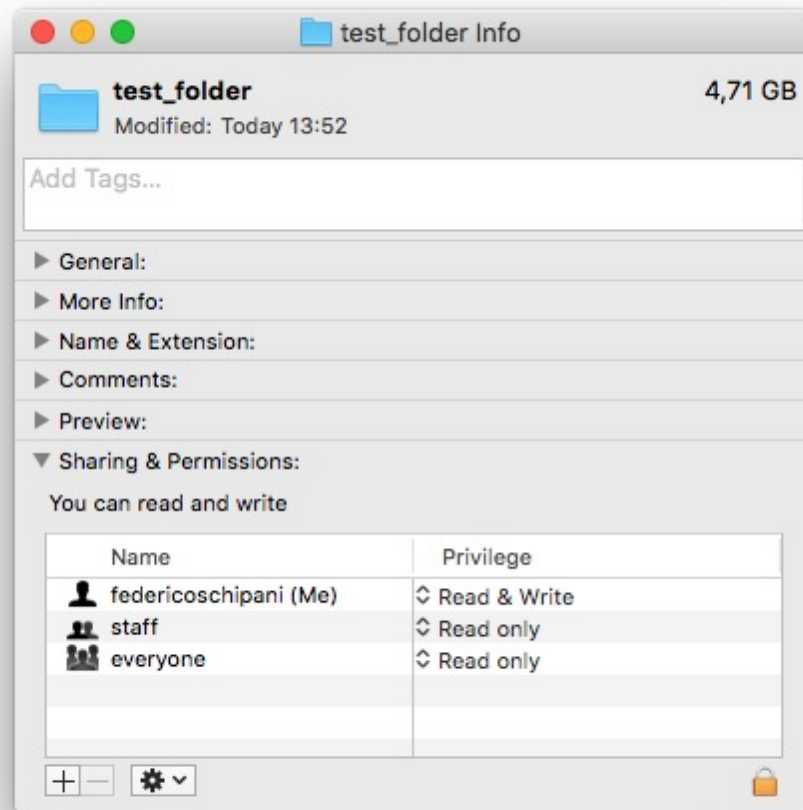 test_folder Info
test_folder 4,71 GB
Modified: Today 13:52
Add Tags...
General:
More Info:
Name & Extension:
Comments:
Preview:
Sharing & Permissions:
You can read and write
Name Privilege
federicoschipani (Me) Read & Write
staff Read only
everyone Read only